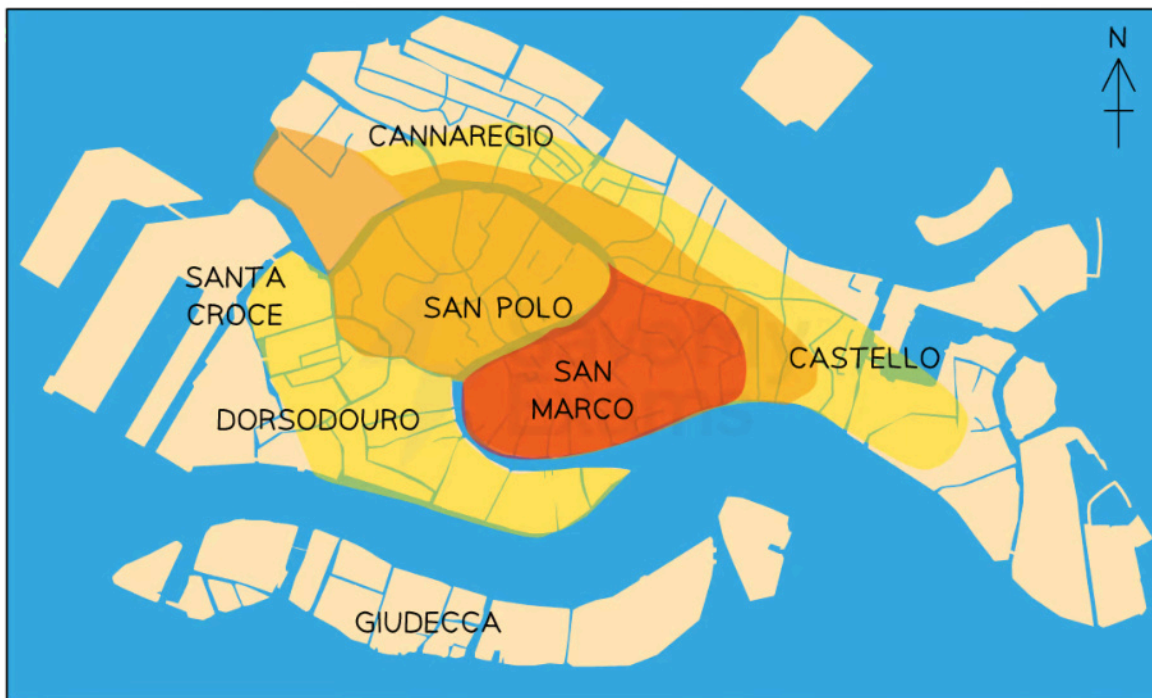 N
CANNAREGIO
SANTA
CROCE
SAN POLO
CASTELLO
SAN
MARCO
DORSODOURO
GIUDECCA